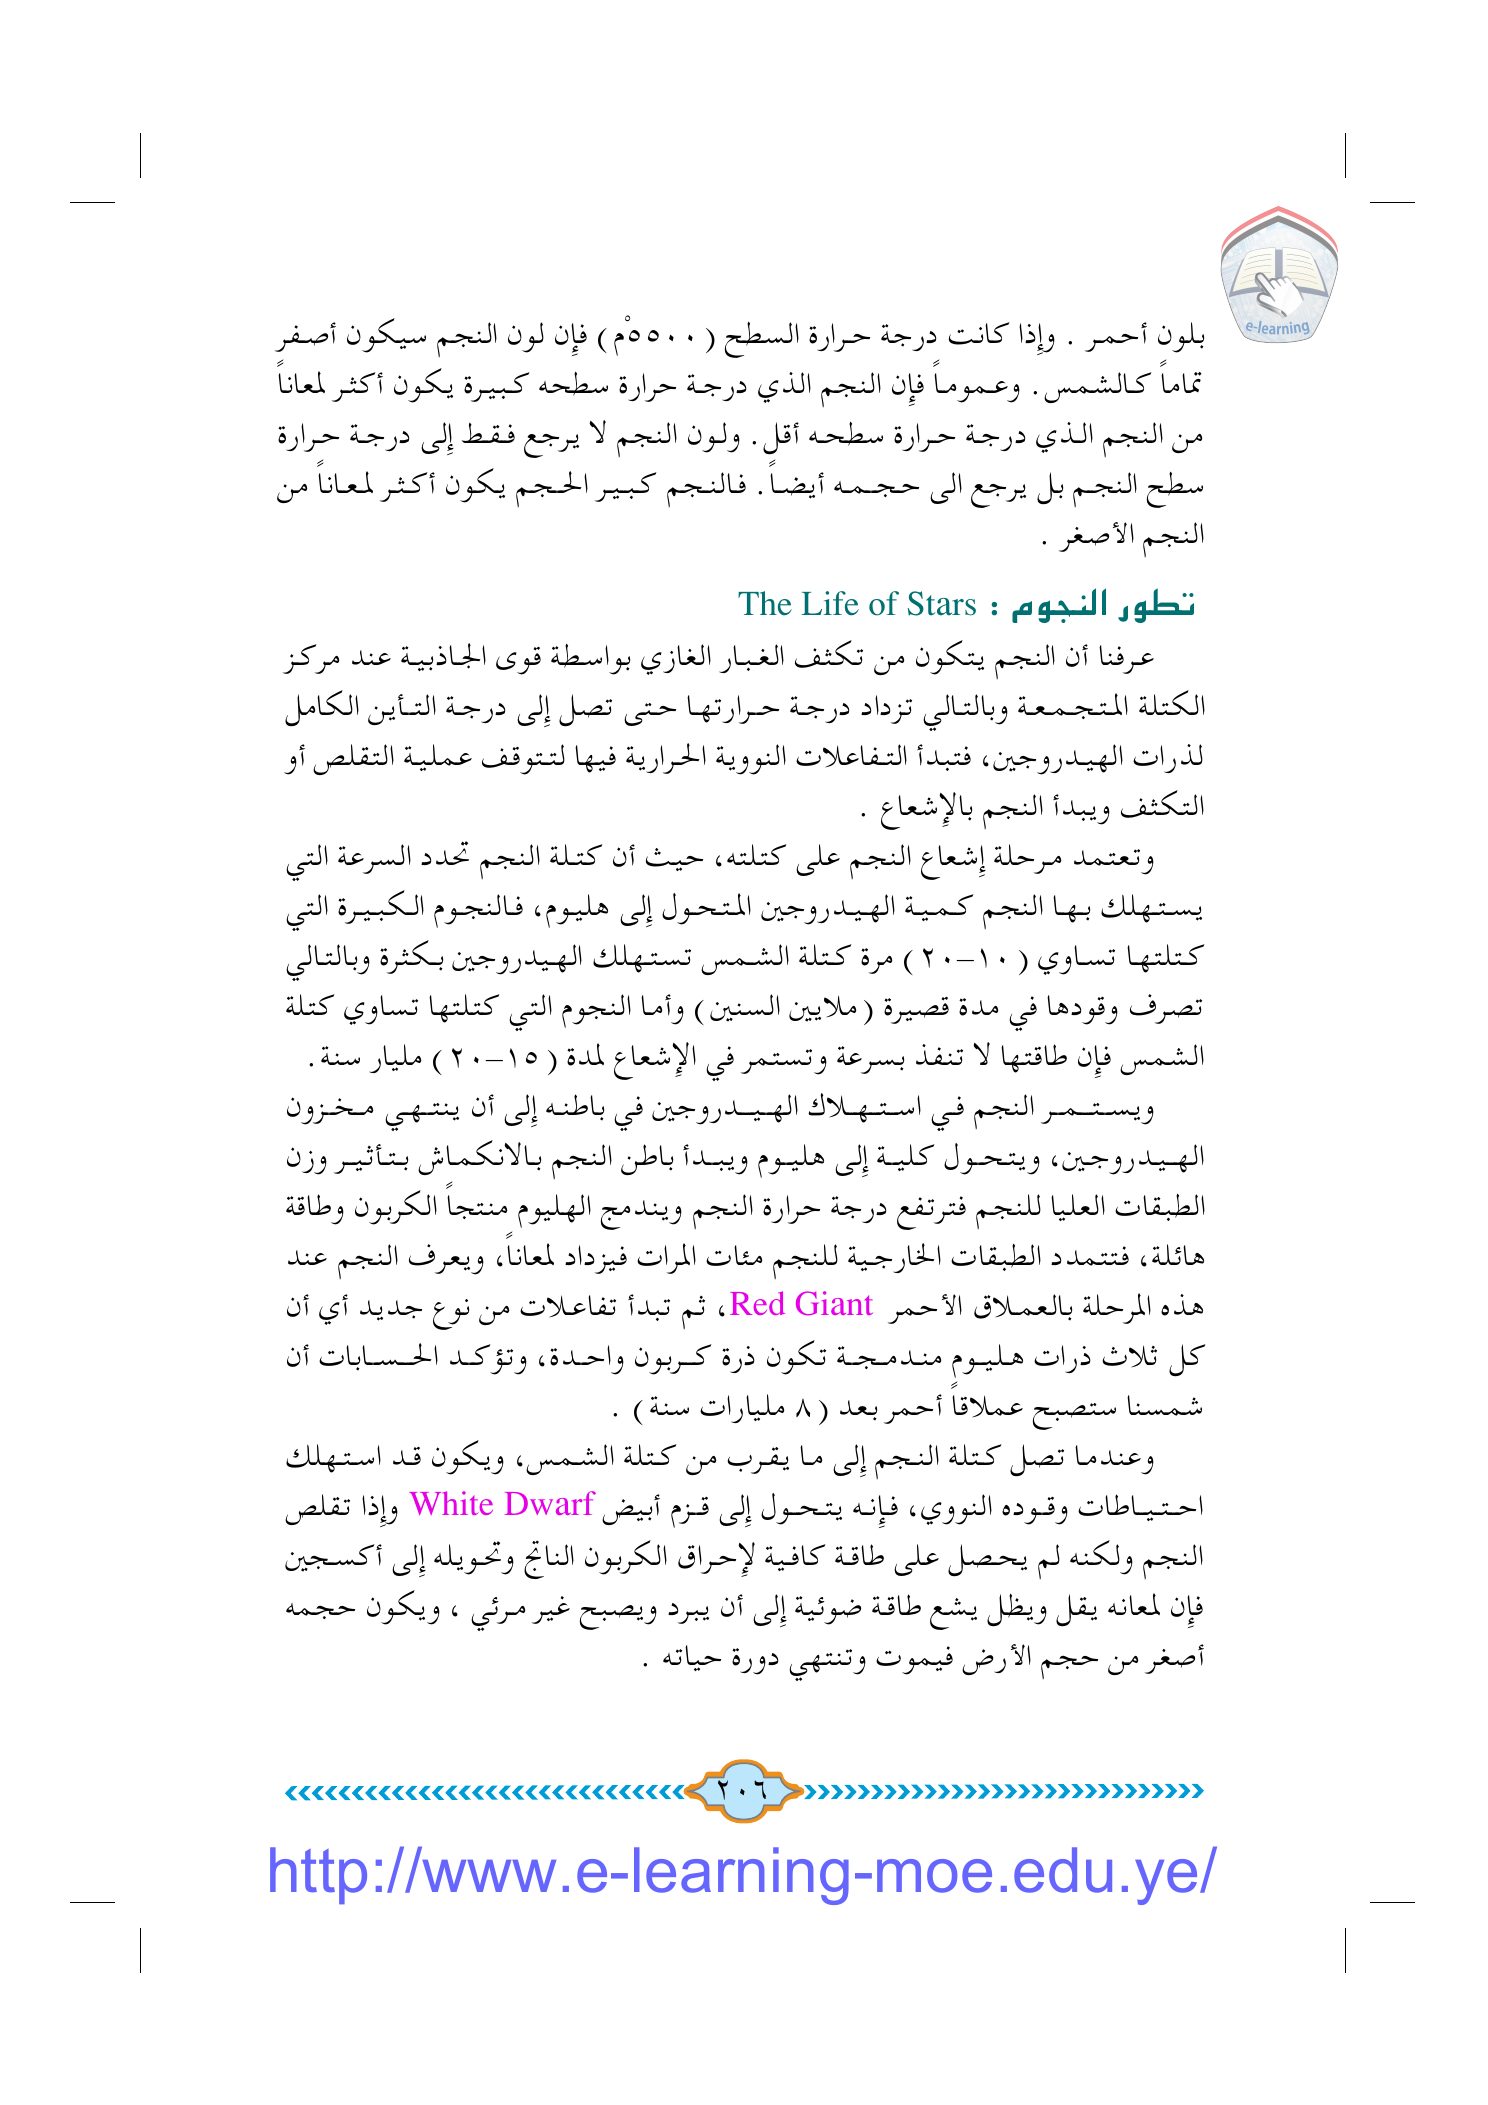 e-learning
بلون أحمر . وإذا كانت درجة حرارة السطح (٥٥٠٠ْم) فإن لون النجم سيكون أصفر
تماماً كالشمس. وعموماً فإن النجم الذي درجة حرارة سطحه كبيرة يكون أكثر لمعاناً
من النجم الذي درجة حرارة سطحه أقل. ولون النجم لا يرجع فقط إلى درجة حرارة
سطح النجم بل يرجع الى حجمه أيضاً. فالنجم كبير الحجم يكون أكثر لمعاناً من
النجم الأصغر .
تطور النجوم : The Life of Stars
عرفنا أن النجم يتكون من تكثف الغبار الغازي بواسطة قوى الجاذبية عند مركز
الكتلة المتجمعة وبالتالي تزداد درجة حرارتها حتى تصل إلى درجة التأين الكامل
لذرات الهيدروجين، فتبدأ التفاعلات النووية الحرارية فيها لتتوقف عملية التقلص أو
التكثف ويبدأ النجم بالإشعاع .
وتعتمد مرحلة إشعاع النجم على كتلته، حيث أن كتلة النجم تحدد السرعة التي
يستهلك بها النجم كمية الهيدروجين المتحول إلى هليوم، فالنجوم الكبيرة التي
كتلتها تساوي (١٠–٢٠) مرة كتلة الشمس تستهلك الهيدروجين بكثرة وبالتالي
تصرف وقودها في مدة قصيرة (ملايين السنين) وأما النجوم التي كتلتها تساوي كتلة
الشمس فإن طاقتها لا تنفذ بسرعة وتستمر في الإشعاع لمدة (١٥–٢٠) مليار سنة.
ويستمر النجم في استهلاك الهيدروجين في باطنه إلى أن ينتهي مخزون
الهيدروجين، ويتحول كلية إلى هليوم ويبدأ باطن النجم بالانكماش بتأثير وزن
الطبقات العليا للنجم فترتفع درجة حرارة النجم ويندمج الهليوم منتجاً الكربون وطاقة
هائلة، فتتمدد الطبقات الخارجية للنجم مئات المرات فيزداد لمعاناً، ويعرف النجم عند
هذه المرحلة بالعملاق الأحمر Red Giant، ثم تبدأ تفاعلات من نوع جديد أي أن
كل ثلاث ذرات هليوم مندمجة تكون ذرة كربون واحدة، وتؤكد الحسابات أن
شمسنا ستصبح عملاقاً أحمر بعد (٨ مليارات سنة) .
وعندما تصل كتلة النجم إلى ما يقرب من كتلة الشمس، ويكون قد استهلك
احتياطات وقوده النووي، فإنه يتحول إلى قزم أبيض White Dwarf وإذا تقلص
النجم ولكنه لم يحصل على طاقة كافية لإحراق الكربون الناتج وتحويله إلى أكسجين
فإن لمعانه يقل ويظل يشع طاقة ضوئية إلى أن يبرد ويصبح غير مرئي ، ويكون حجمه
أصغر من حجم الأرض فيموت وتنتهي دورة حياته .
٢٠٦
http://www.e-learning-moe.edu.ye/